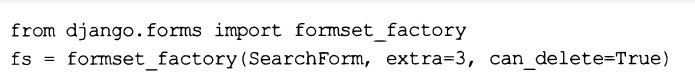 from django.forms import formset_factory
fs = formset_factory(SearchForm, extra=3, can_delete=True)